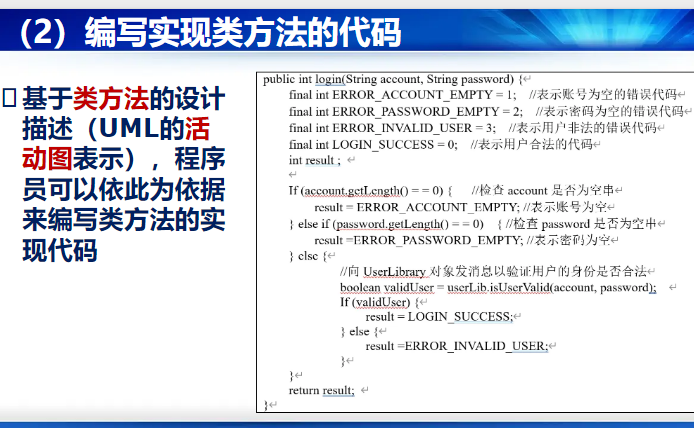 （2）编写实现类方法的代码
基于类方法的设计
描述（UML的活
动图表示），程序
员可以依此为依据
来编写类方法的实
现代码
public int login(String account, String password) {
final int ERROR_ACCOUNT_EMPTY = 1; //表示账号为空的错误代码
final int ERROR_PASSWORD_EMPTY = 2; //表示密码为空的错误代码
final int ERROR_INVALID_USER = 3; //表示用户非法的错误代码
final int LOGIN_SUCCESS = 0; //表示用户合法的代码
int result ;
If (account.getLength() == 0) { //检查 account 是否为空串
result = ERROR_ACCOUNT_EMPTY; //表示账号为空
} else if (password.getLength() == 0) { //检查 password 是否为空串
result =ERROR_PASSWORD_EMPTY; //表示密码为空
} else {
//向 UserLibrary 对象发消息以验证用户的身份是否合法
boolean validUser = userLib.isUserValid(account, password);
If (validUser) {
result = LOGIN_SUCCESS;
} else {
result =ERROR_INVALID_USER;
}
}
return result;
}